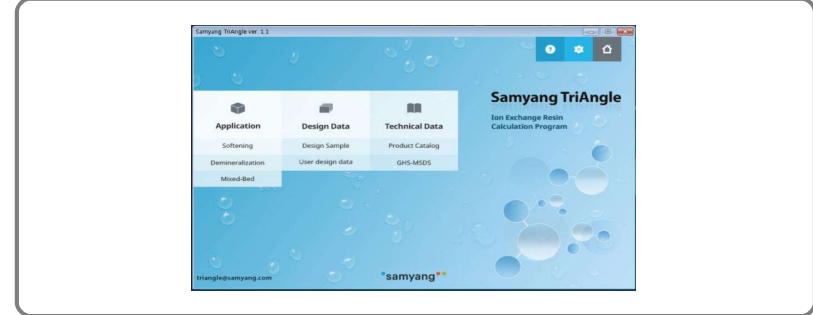 Samyang TriAngle ver. 1.1
Samyang TriAngle
Ion Exchange Resin
Calculation Program
Application
Softening
Demineralization
Mixed-Bed
Design Data
Design Sample
User design data
Technical Data
Product Catalog
GHS-MSDS
triangle@samyang.com
samyang